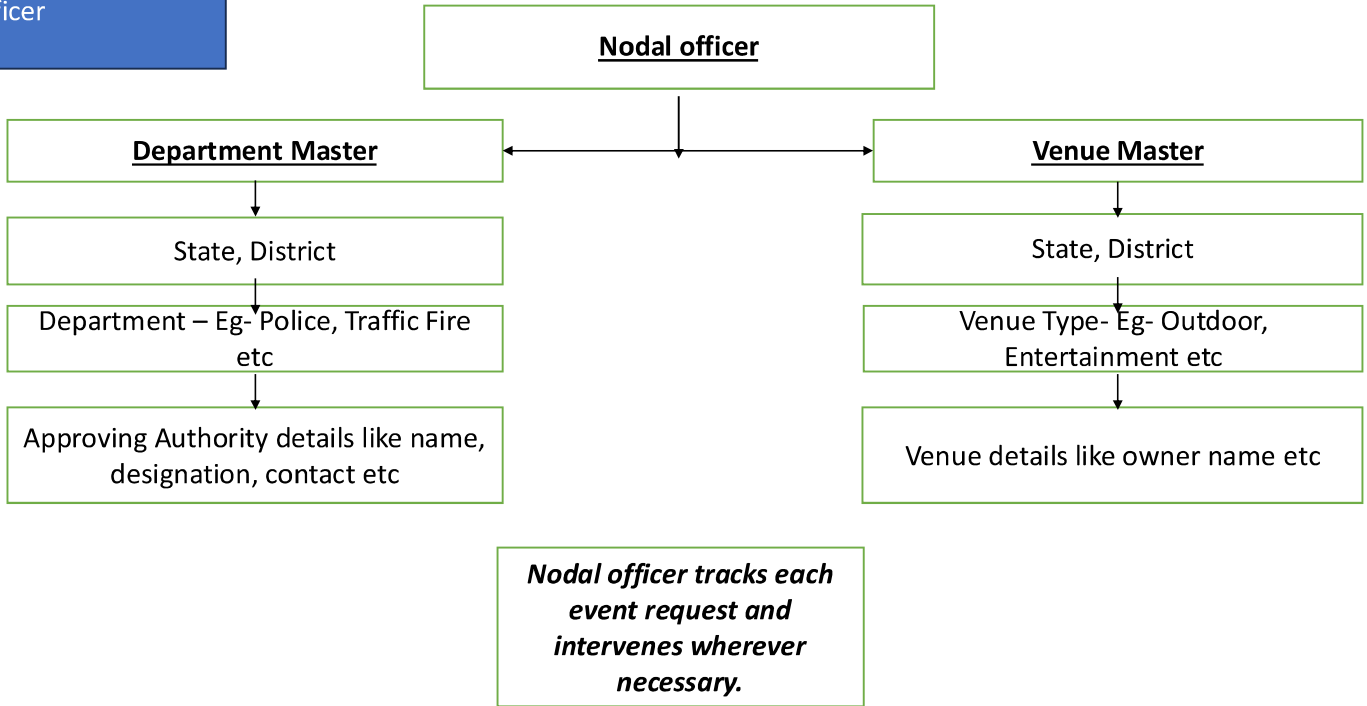 Nodal officer
Department Master
Venue Master
State, District
State, District
Department – Eg- Police, Traffic Fire
etc
Venue Type- Eg- Outdoor,
Entertainment etc
Approving Authority details like name,
designation, contact etc
Venue details like owner name etc
Nodal officer tracks each
event request and
intervenes wherever
necessary.